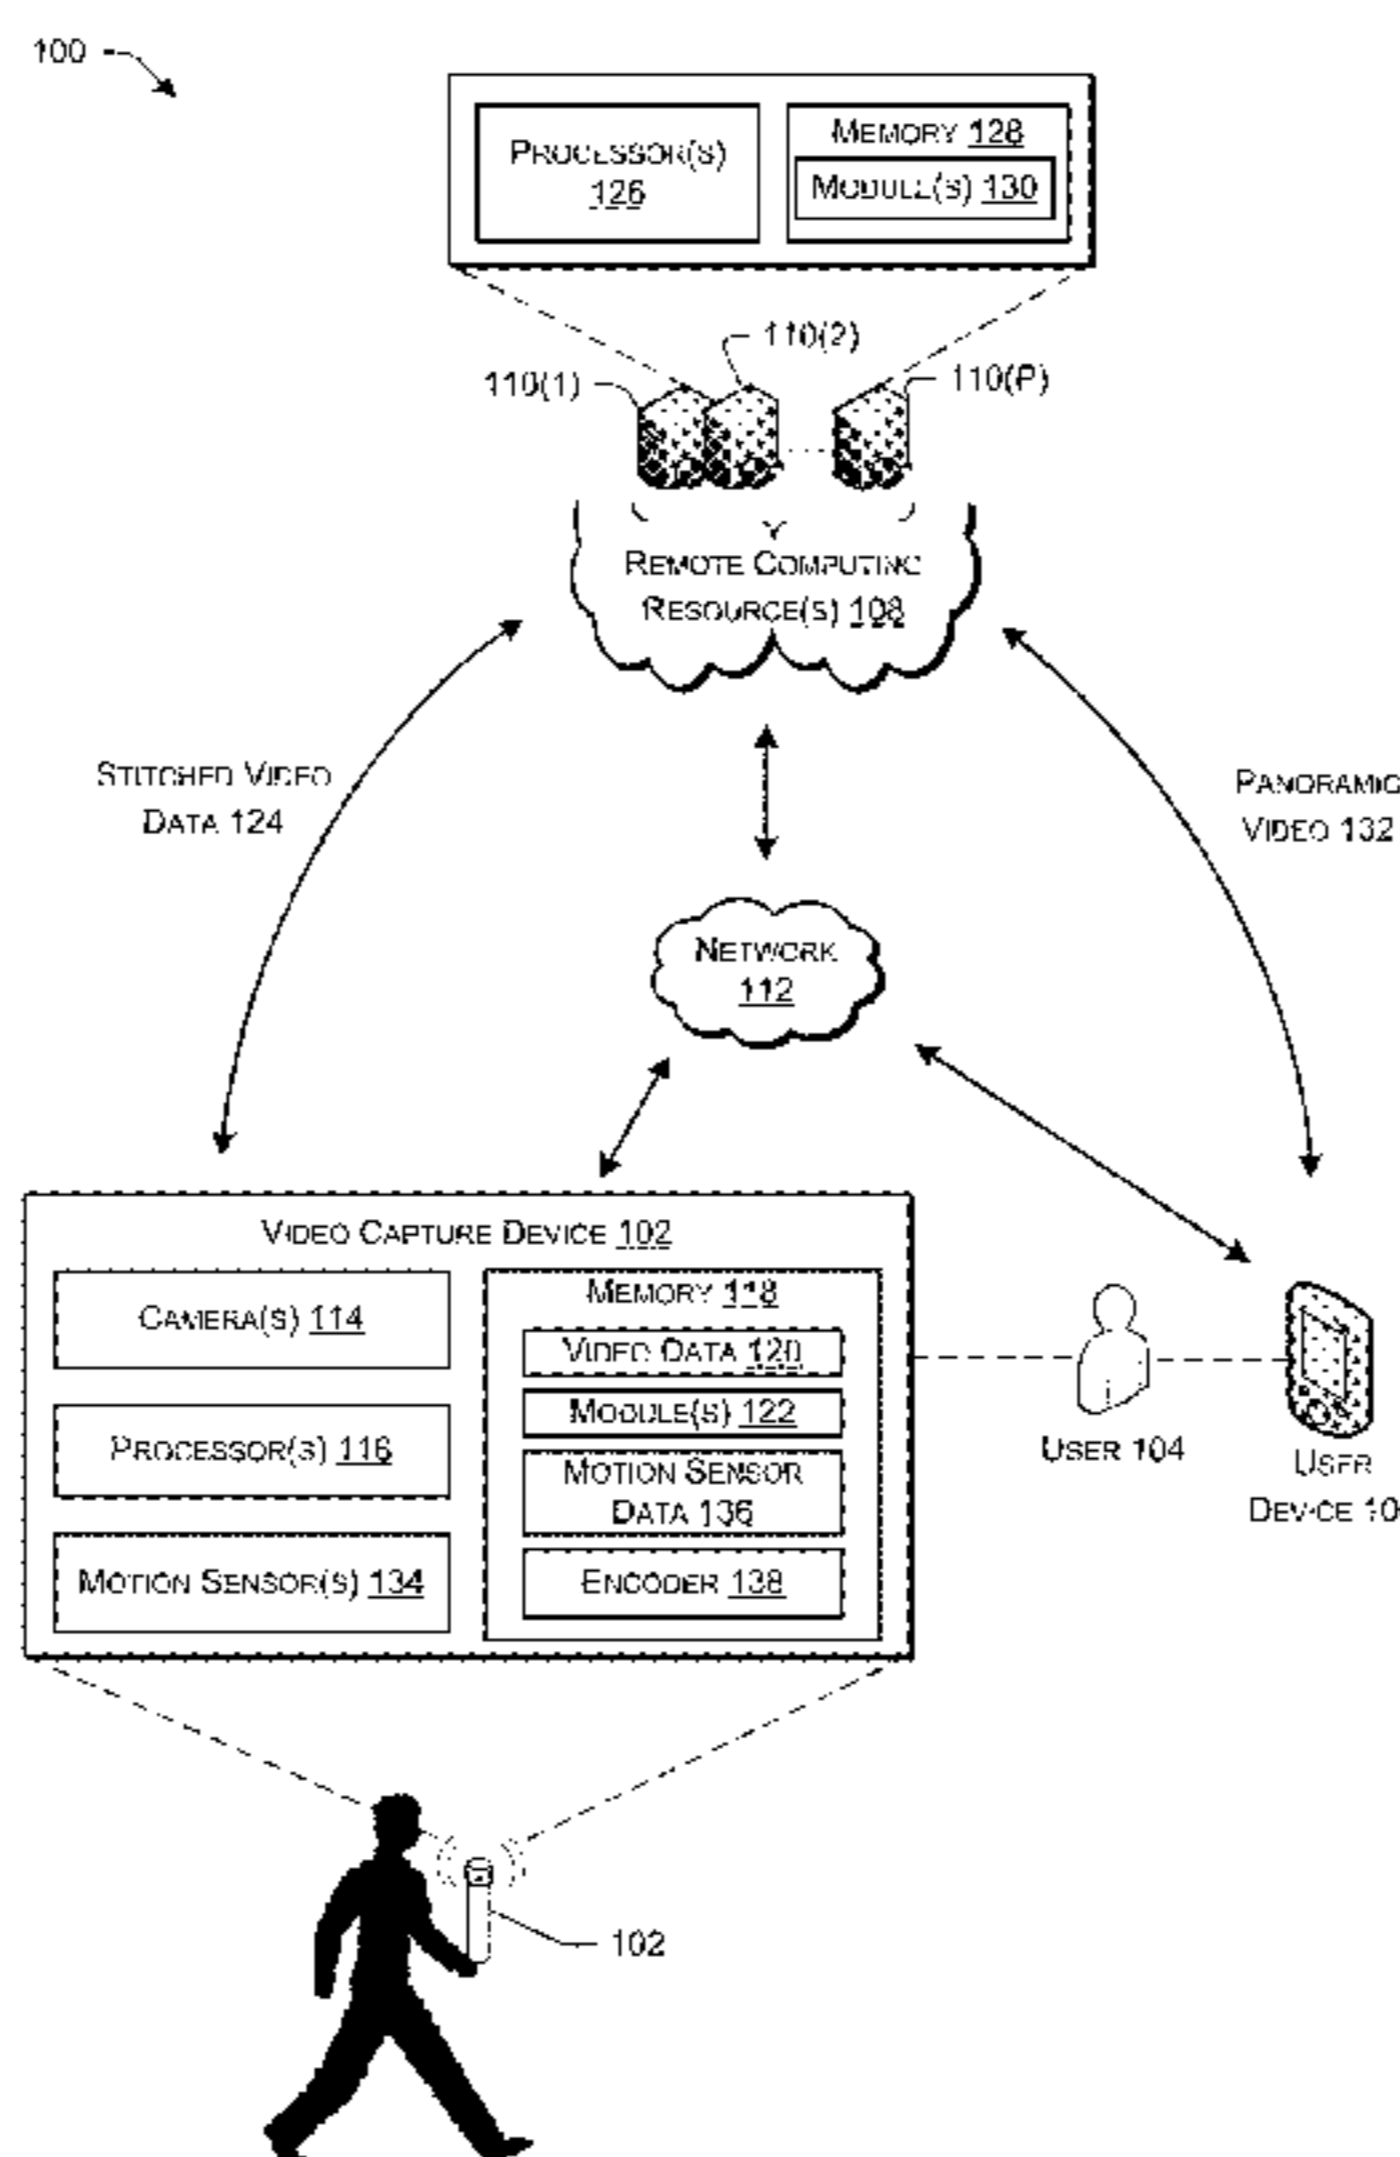 100
PROCESSOR(S)
126
MEMORY 128
MODULE(S) 130
110(1)
110(2)
110(P)
REMOTE COMPUTING
RESOURCE(S) 108
STITCHED VIDEO
DATA 124
PANORAMIC
VIDEO 132
NETWORK
112
VIDEO CAPTURE DEVICE 102
CAMERA(S) 114
PROCESSOR(S) 116
MOTION SENSOR(S) 134
MEMORY 118
VIDEO DATA 120
MODULE(S) 122
MOTION SENSOR
DATA 136
ENCODER 138
USER 104
USER
DEVICE 10
102